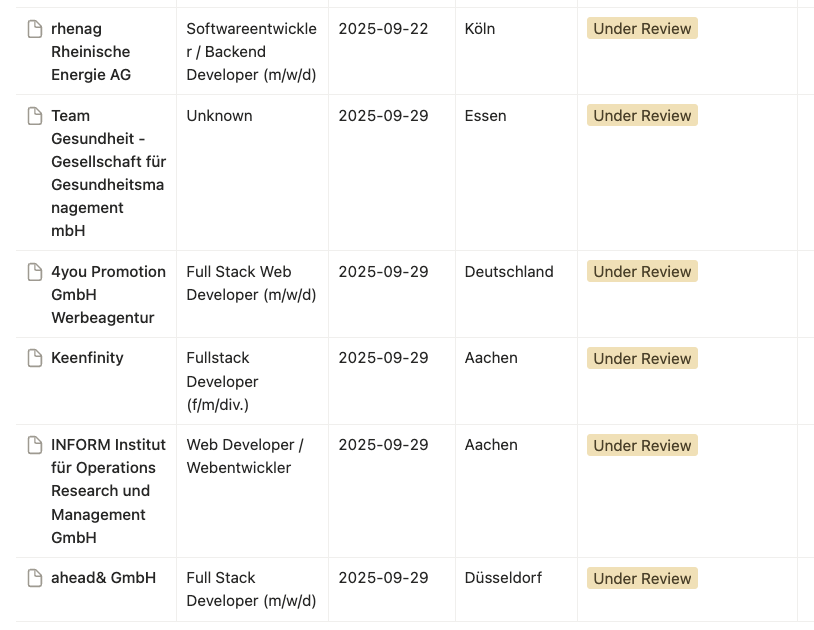 rhenag
Rheinische
Energie AG
Softwareentwickle
r / Backend
Developer (m/w/d)
2025-09-22
Köln
Under Review
Team
Gesundheit -
Gesellschaft für
Gesundheitsma
nagement
mbH
Unknown
2025-09-29
Essen
Under Review
4you Promotion
GmbH
Werbeagentur
Full Stack Web
Developer (m/w/d)
2025-09-29
Deutschland
Under Review
Keenfinity
Fullstack
Developer
(f/m/div.)
2025-09-29
Aachen
Under Review
INFORM Institut
für Operations
Research und
Management
GmbH
Web Developer /
Webentwickler
2025-09-29
Aachen
Under Review
ahead& GmbH
Full Stack
Developer (m/w/d)
2025-09-29
Düsseldorf
Under Review